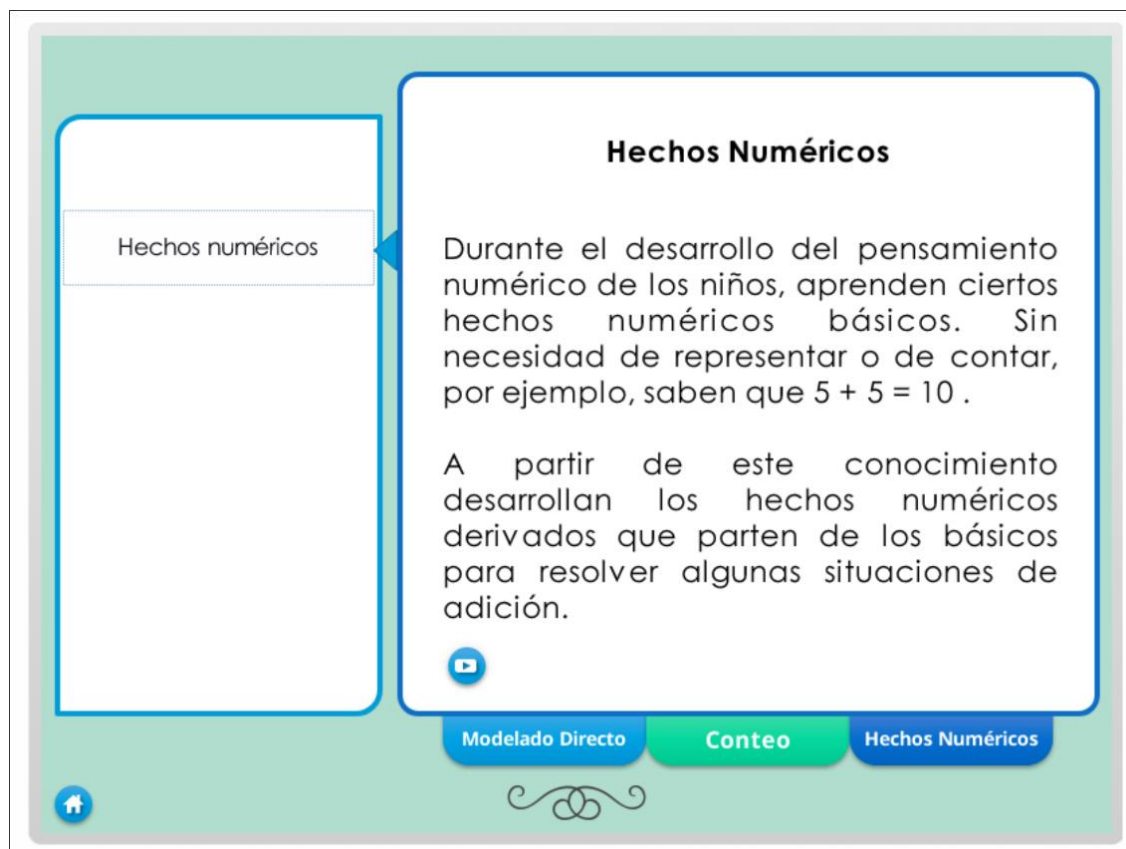 Hechos numéricos
Hechos Numéricos
Durante el desarrollo del pensamiento
numérico de los niños, aprenden ciertos
hechos numéricos básicos. Sin
necesidad de representar o de contar,
por ejemplo, saben que 5 + 5 = 10 .
A partir de este conocimiento
desarrollan los hechos numéricos
derivados que parten de los básicos
para resolver algunas situaciones de
adición.
Modelado Directo
Conteo
Hechos Numéricos